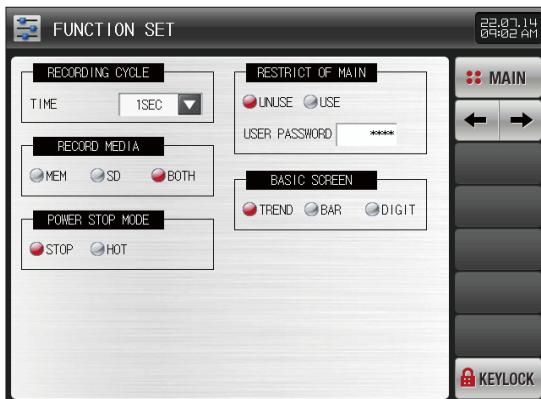 FUNCTION SET
22.07.14
09:02 AM
RECORDING CYCLE
TIME 1SEC
RECORD MEDIA
MEM SD BOTH
POWER STOP MODE
STOP HOT
RESTRICT OF MAIN
UNUSE USE
USER PASSWORD ****
BASIC SCREEN
TREND BAR DIGIT
MAIN
KEYLOCK